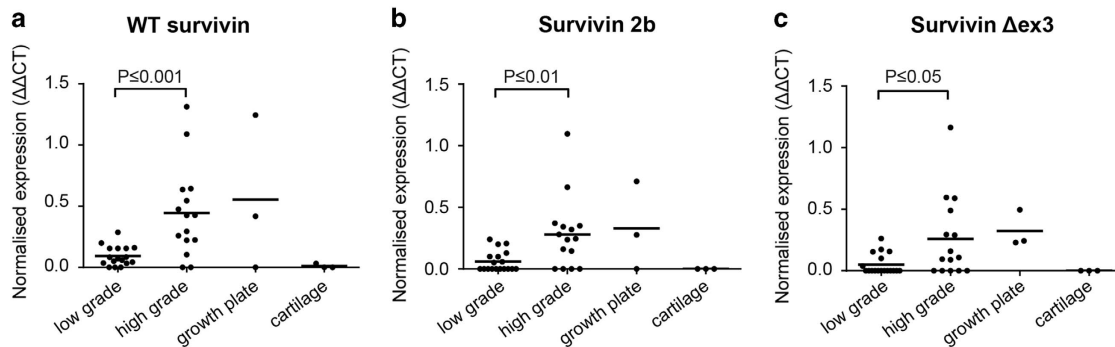 a
WT survivin
Normalised expression (ΔΔCT)
P≤0.001
1.5
1.0
0.5
0.0
low grade
high grade
growth plate
cartilage
b
Survivin 2b
Normalised expression (ΔΔCT)
P≤0.01
1.5
1.0
0.5
0.0
low grade
high grade
growth plate
cartilage
c
Survivin Δex3
Normalised expression (ΔΔCT)
P≤0.05
1.5
1.0
0.5
0.0
low grade
high grade
growth plate
cartilage